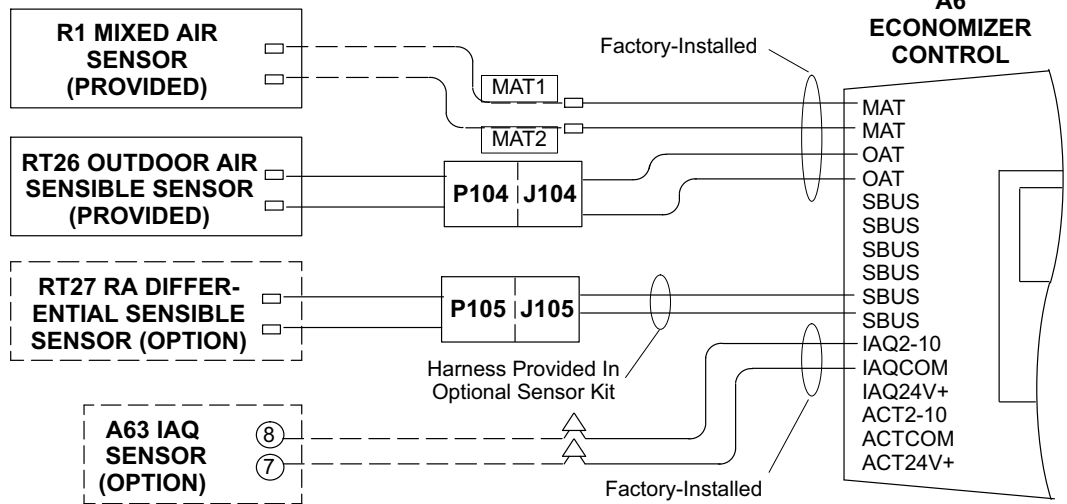 A6
ECONOMIZER
CONTROL
R1 MIXED AIR
SENSOR
(PROVIDED)
Factory-Installed
MAT1
MAT2
RT26 OUTDOOR AIR
SENSIBLE SENSOR
(PROVIDED)
P104
J104
RT27 RA DIFFER-
ENTIAL SENSIBLE
SENSOR (OPTION)
P105
J105
Harness Provided In
Optional Sensor Kit
A63 IAQ
SENSOR
(OPTION)
8
7
Factory-Installed
MAT
MAT
OAT
OAT
SBUS
SBUS
SBUS
SBUS
SBUS
SBUS
IAQ2-10
IAQCOM
IAQ24V+
ACT2-10
ACTCOM
ACT24V+